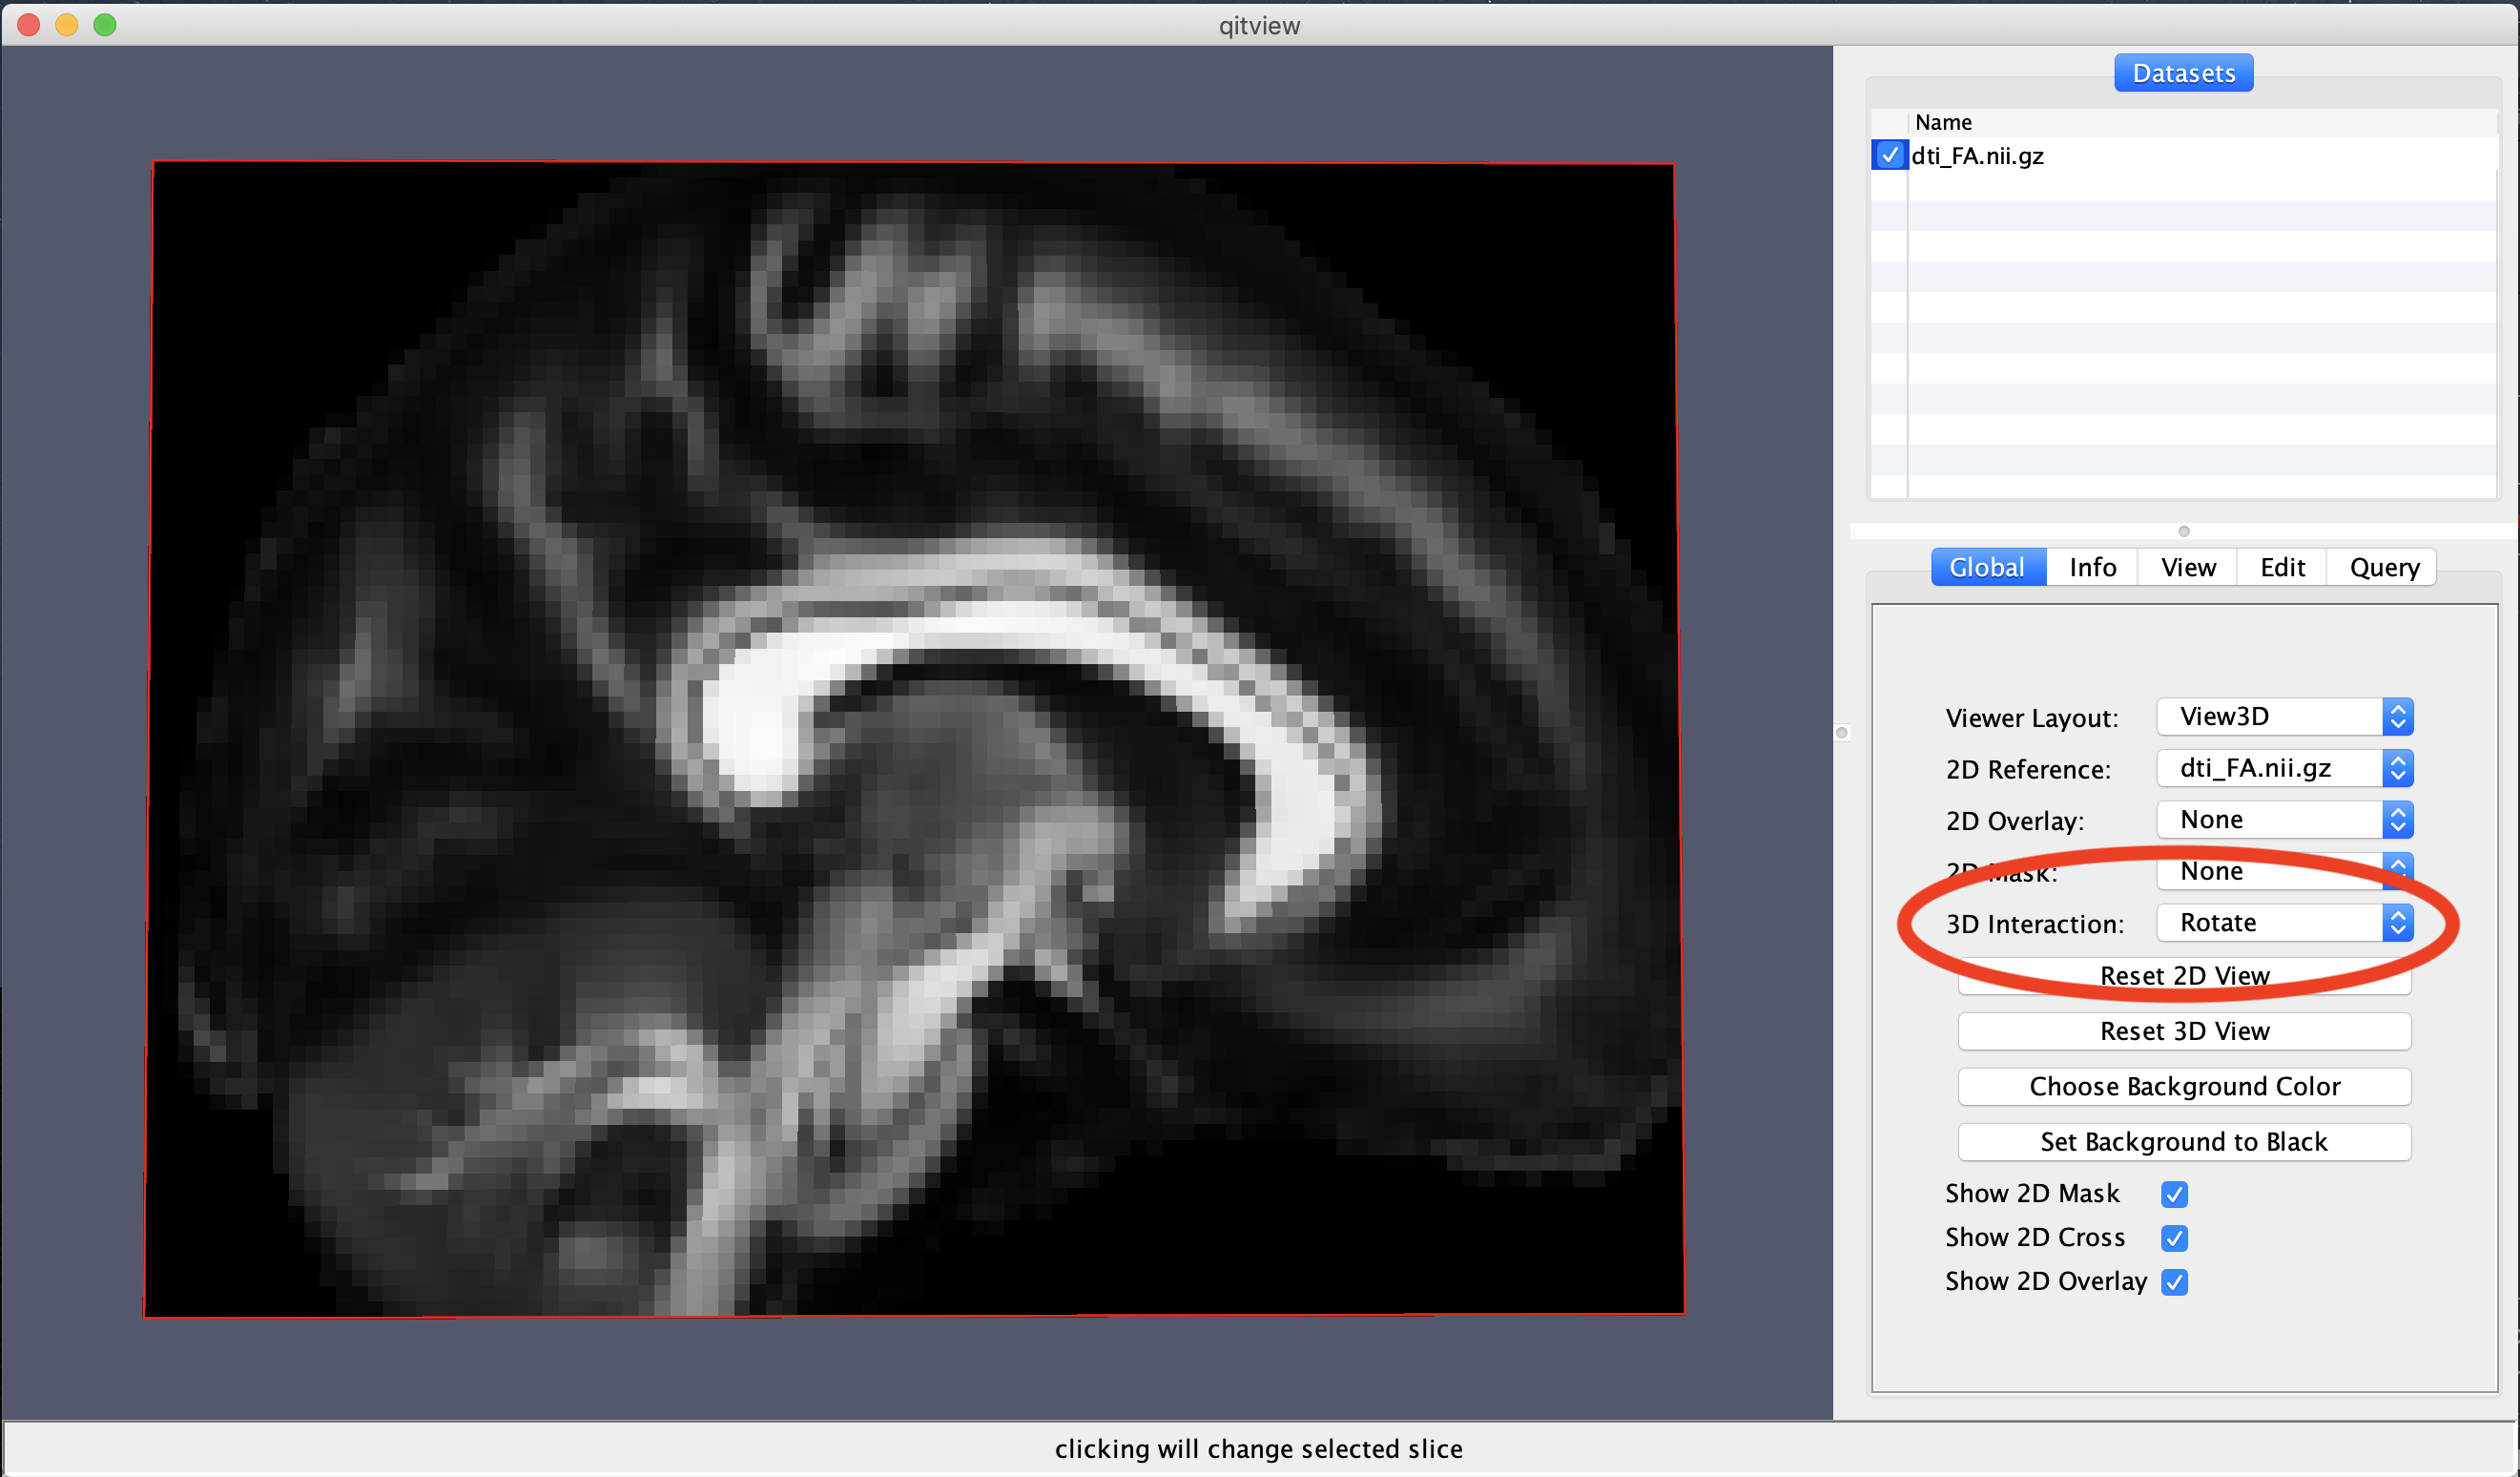 qitview
Datasets
Name
dti_FA.nii.gz
Global Info View Edit Query
Viewer Layout: View3D
2D Reference: dti_FA.nii.gz
2D Overlay: None
2D Mask: None
3D Interaction: Rotate
Reset 2D View
Reset 3D View
Choose Background Color
Set Background to Black
Show 2D Mask
Show 2D Cross
Show 2D Overlay
clicking will change selected slice